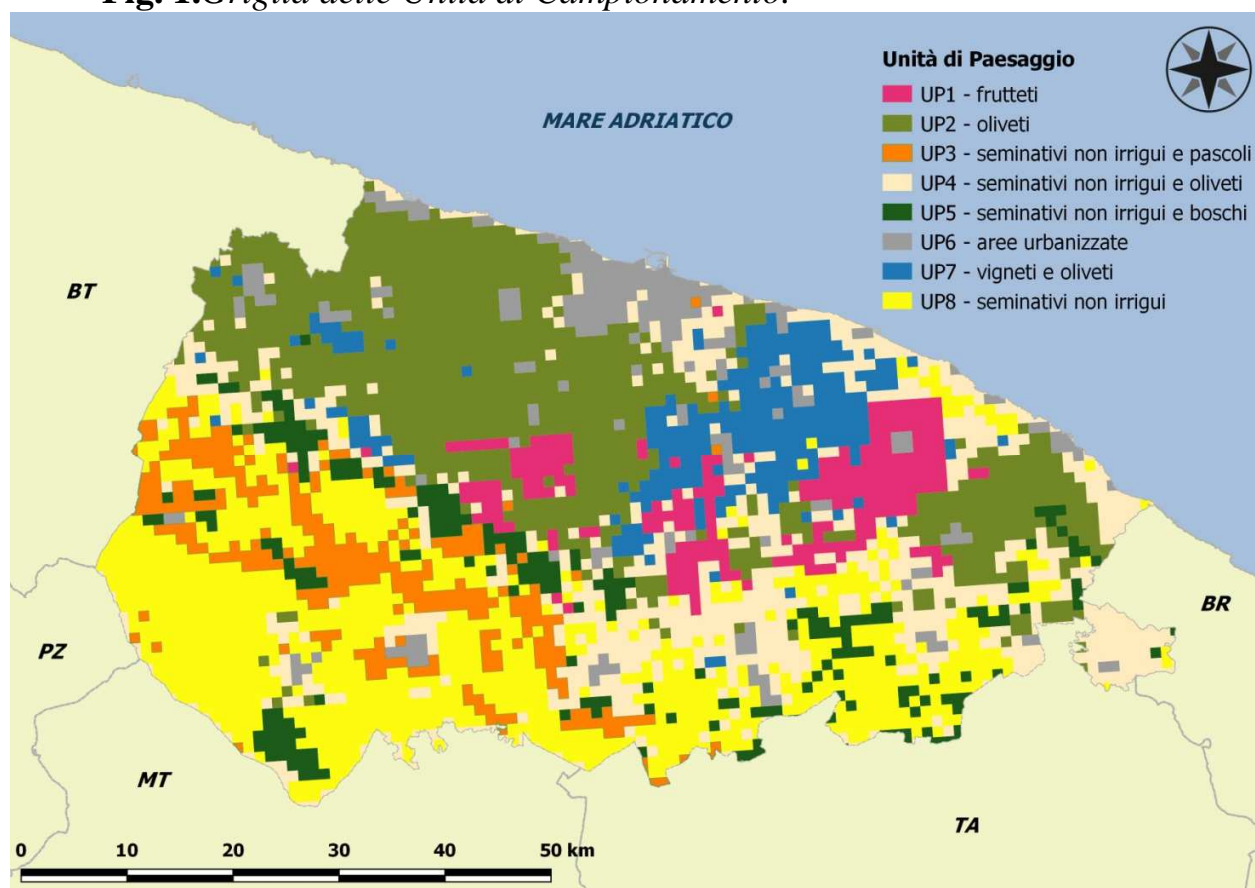 Fig. 1.Griglia delle Unità di Campionamento.
Unità di Paesaggio
UP1 - frutteti
UP2 - oliveti
UP3 - seminativi non irrigui e pascoli
UP4 - seminativi non irrigui e oliveti
UP5 - seminativi non irrigui e boschi
UP6 - aree urbanizzate
UP7 - vigneti e oliveti
UP8 - seminativi non irrigui
MARE ADRIATICO
BT
BR
PZ
MT
TA
0 10 20 30 40 50 km